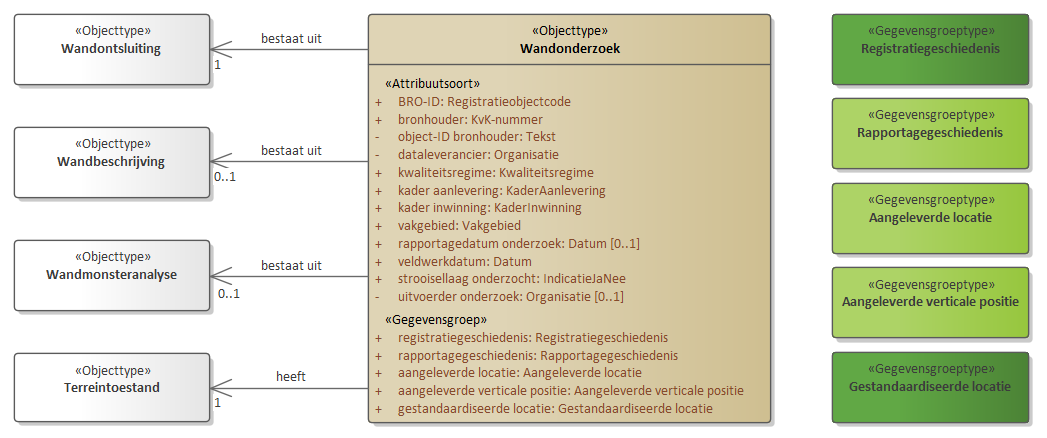 «Objecttype»
Wandontsluiting
bestaat uit
1
«Objecttype»
Wandbeschrijving
bestaat uit
0..1
«Objecttype»
Wandmonsteranalyse
bestaat uit
0..1
«Objecttype»
Terreintoestand
heeft
1
«Objecttype»
Wandonderzoek
«Attribuutsoort»
+ BRO-ID: Registratieobjectcode
+ bronhouder: KvK-nummer
- object-ID bronhouder: Tekst
- dataleverancier: Organisatie
+ kwaliteitsregime: Kwaliteitsregime
+ kader aanlevering: KaderAanlevering
+ kader inwinning: KaderInwinning
+ vakgebied: Vakgebied
+ rapportagedatum onderzoek: Datum [0..1]
+ veldwerkdatum: Datum
+ strooisellaag onderzocht: IndicatieJaNee
- uitvoerder onderzoek: Organisatie [0..1]
«Gegevensgroep»
+ registratiegeschiedenis: Registratiegeschiedenis
+ rapportagegeschiedenis: Rapportagegeschiedenis
+ aangeleverde locatie: Aangeleverde locatie
+ aangeleverde verticale positie: Aangeleverde verticale positie
+ gestandaardiseerde locatie: Gestandaardiseerde locatie
«Gegevensgroeptype»
Registratiegeschiedenis
«Gegevensgroeptype»
Rapportagegeschiedenis
«Gegevensgroeptype»
Aangeleverde locatie
«Gegevensgroeptype»
Aangeleverde verticale positie
«Gegevensgroeptype»
Gestandaardiseerde locatie